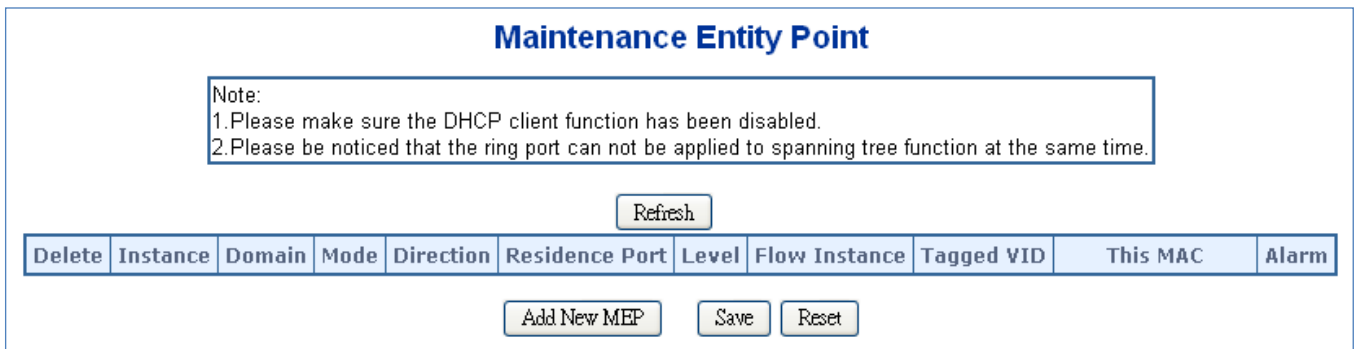 Maintenance Entity Point
Note:
1.Please make sure the DHCP client function has been disabled.
2.Please be noticed that the ring port can not be applied to spanning tree function at the same time.
Refresh
Delete Instance Domain Mode Direction Residence Port Level Flow Instance Tagged VID This MAC Alarm
Add New MEP Save Reset